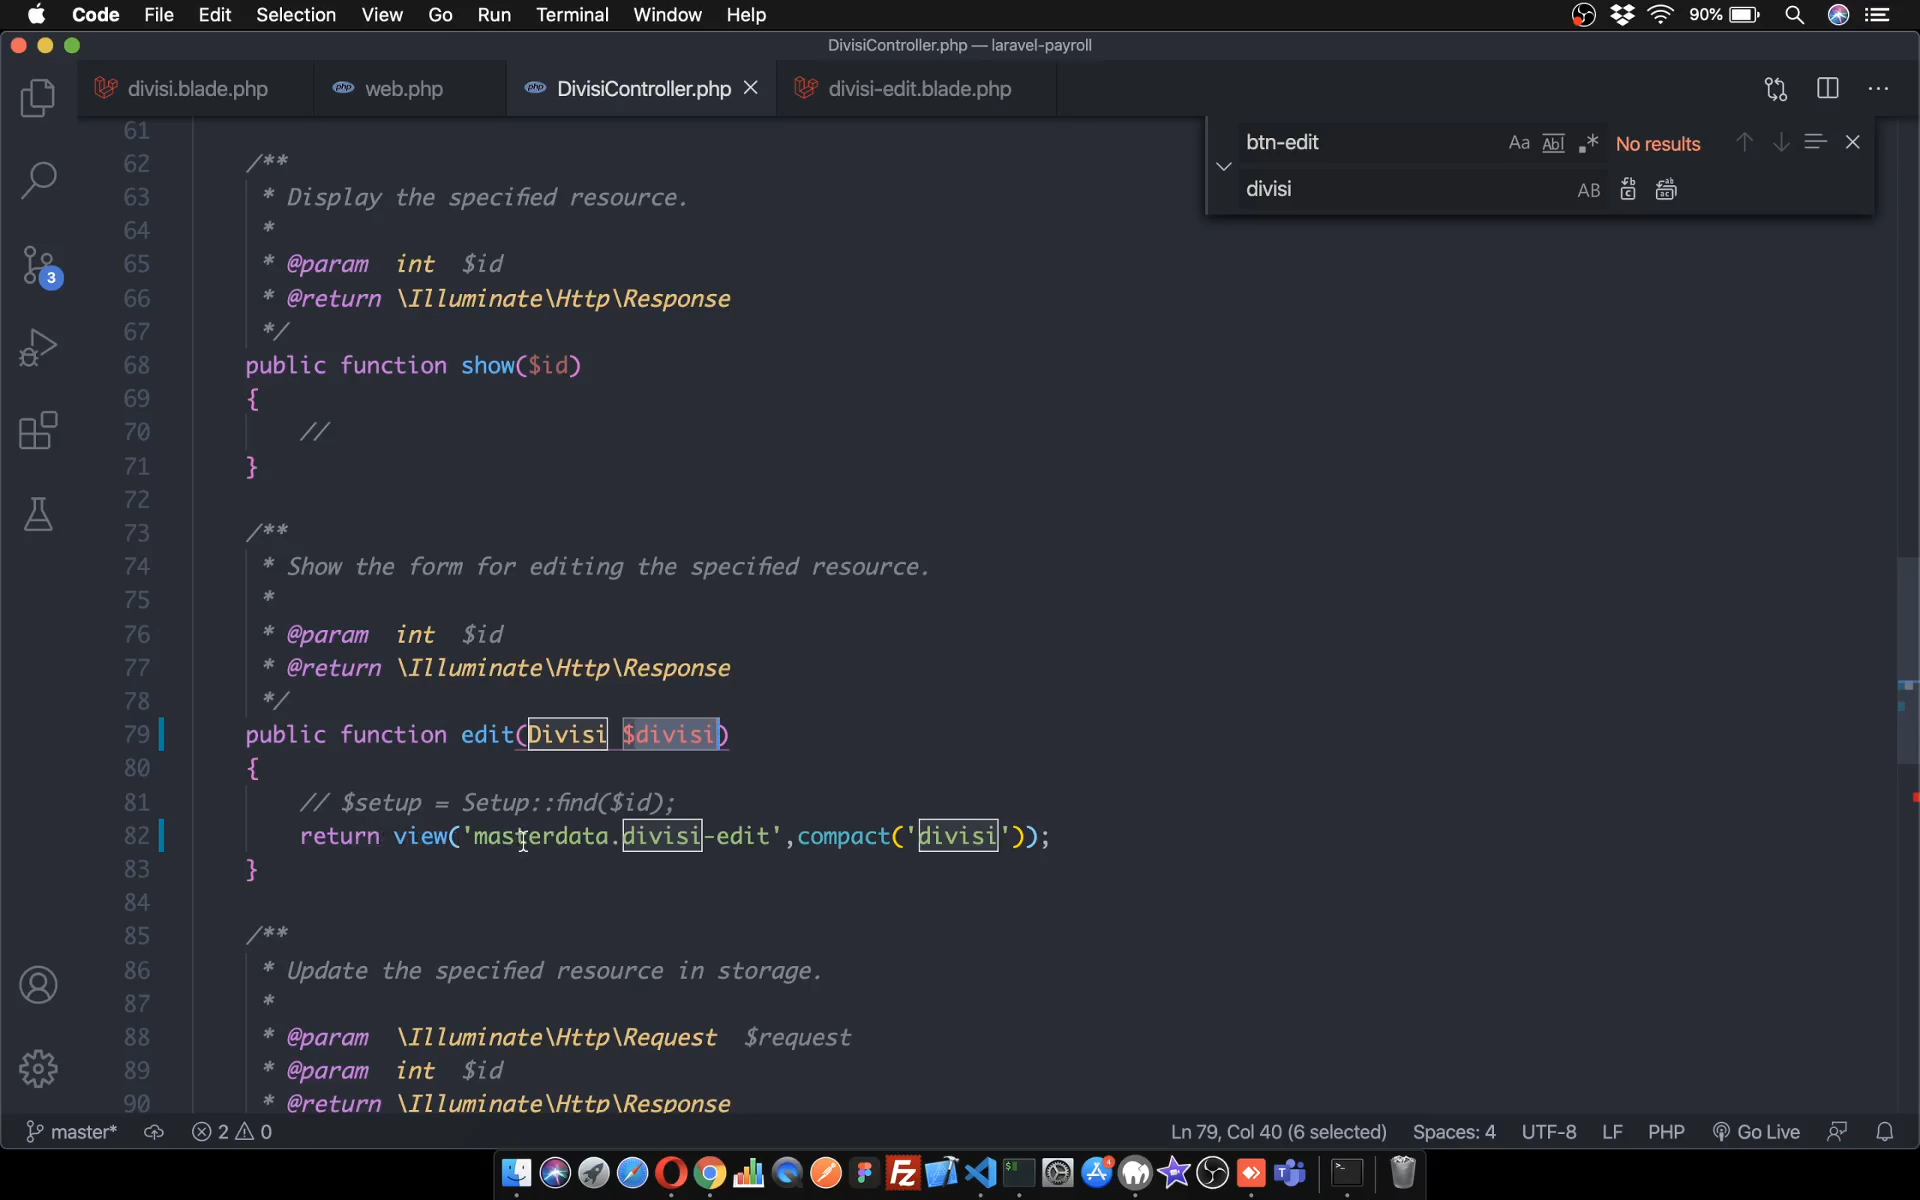 Code File Edit Selection View Go Run Terminal Window Help 90%
DivisiController.php — laravel-payroll
divisi.blade.php web.php DivisiController.php divisi-edit.blade.php
btn-edit Aa Abl No results
divisi AB
3
61
62 /**
63 * Display the specified resource.
64 *
65 * @param int $id
66 * @return \Illuminate\Http\Response
67 */
68 public function show($id)
69 {
70 //
71 }
72
73 /**
74 * Show the form for editing the specified resource.
75 *
76 * @param int $id
77 * @return \Illuminate\Http\Response
78 */
79 public function edit(Divisi $divisi)
80 {
81 // $setup = Setup::find($id);
82 return view('masterdata.divisi-edit',compact('divisi'));
83 }
84
85 /**
86 * Update the specified resource in storage.
87 *
88 * @param \Illuminate\Http\Request $request
89 * @param int $id
90 * @return \Illuminate\Http\Response
master* 2 0 Ln 79, Col 40 (6 selected) Spaces: 4 UTF-8 LF PHP Go Live